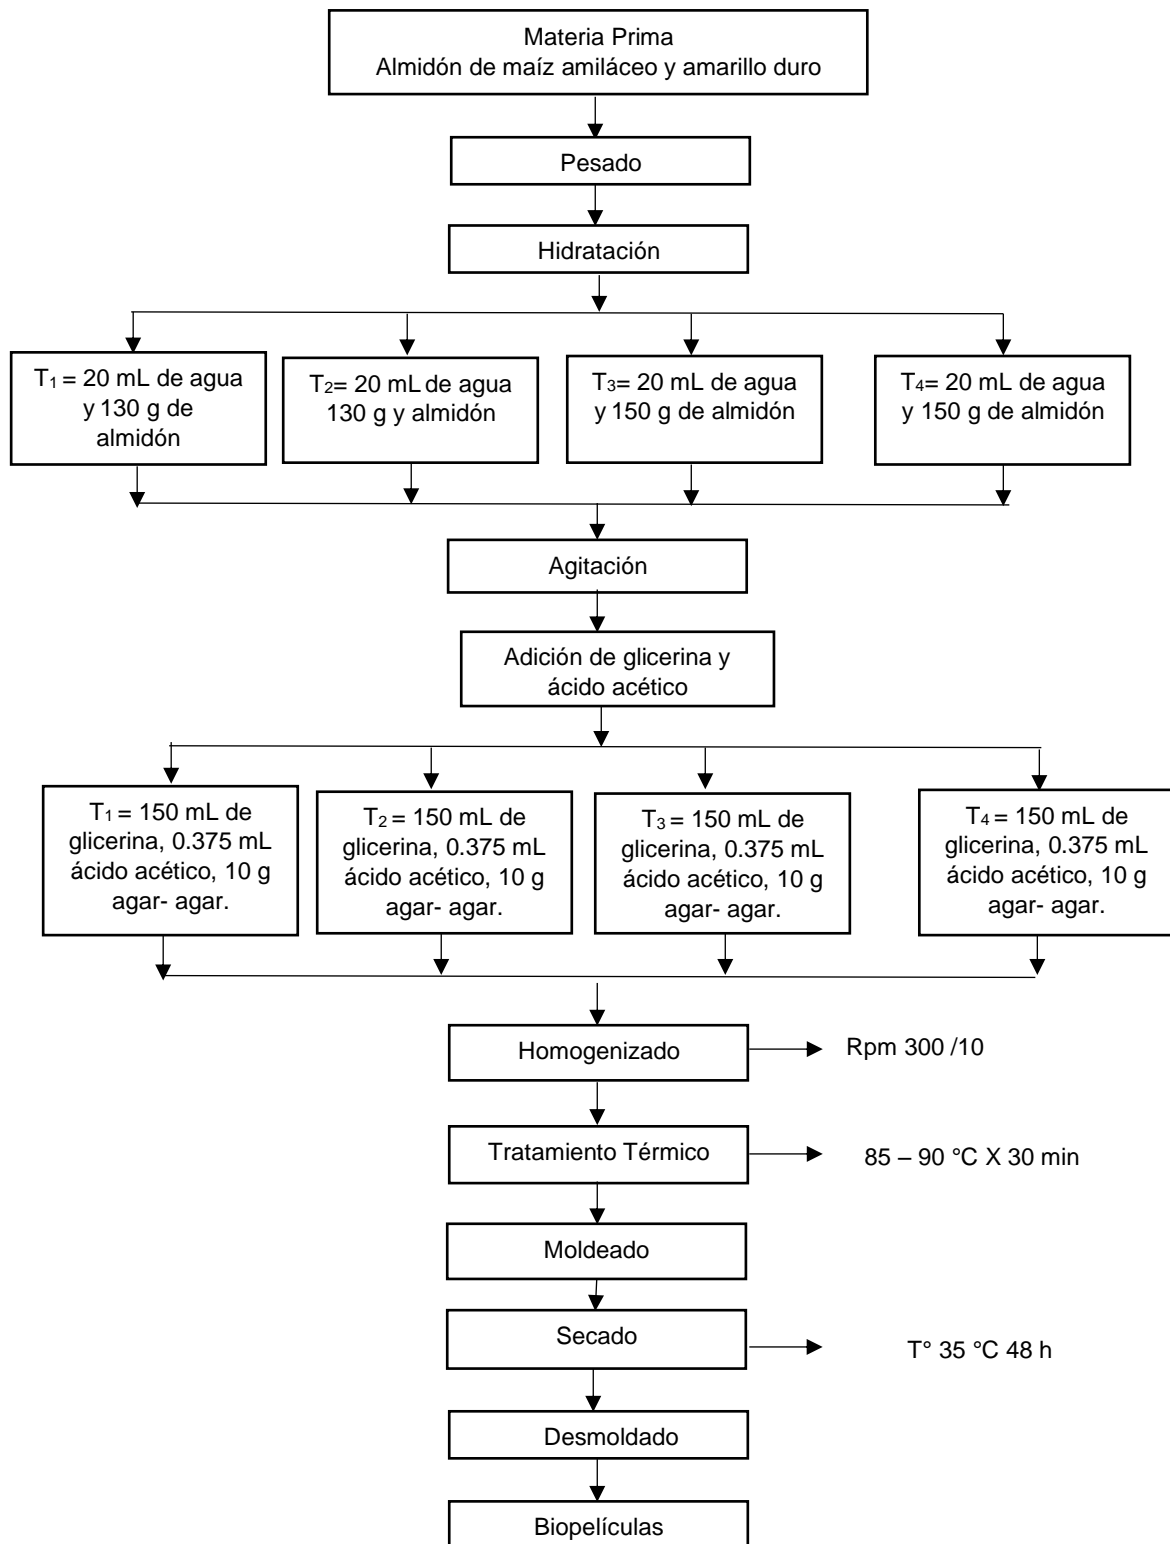 Materia Prima
Almidón de maíz amiláceo y amarillo duro
Pesado
Hidratación
T1 = 20 mL de agua
y 130 g de
almidón
T2= 20 mL de agua
130 g y almidón
T3= 20 mL de agua
y 150 g de almidón
T4= 20 mL de agua
y 150 g de almidón
Agitación
Adición de glicerina y
ácido acético
T1 = 150 mL de
glicerina, 0.375 mL
ácido acético, 10 g
agar- agar.
T2 = 150 mL de
glicerina, 0.375 mL
ácido acético, 10 g
agar- agar.
T3 = 150 mL de
glicerina, 0.375 mL
ácido acético, 10 g
agar- agar.
T4 = 150 mL de
glicerina, 0.375 mL
ácido acético, 10 g
agar- agar.
Homogenizado
Rpm 300 /10
Tratamiento Térmico
85 – 90 °C X 30 min
Moldeado
Secado
T° 35 °C 48 h
Desmoldado
Biopelículas